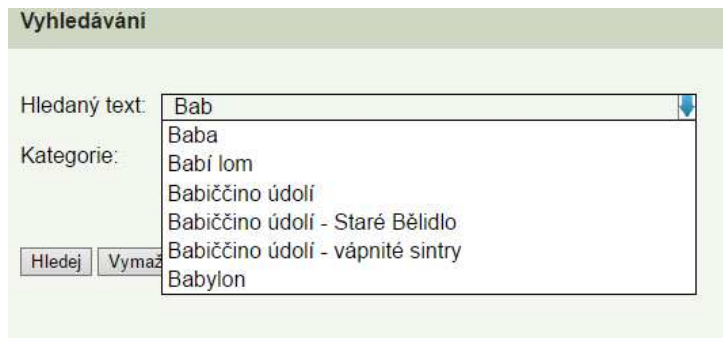 Vyhledávání
Hledaný text: Bab
Baba
Kategorie:
Babí lom
Babiččino údolí
Babiččino údolí - Staré Bělidlo
Babiččino údolí - vápnité sintry
Hledej Vymaž
Babylon